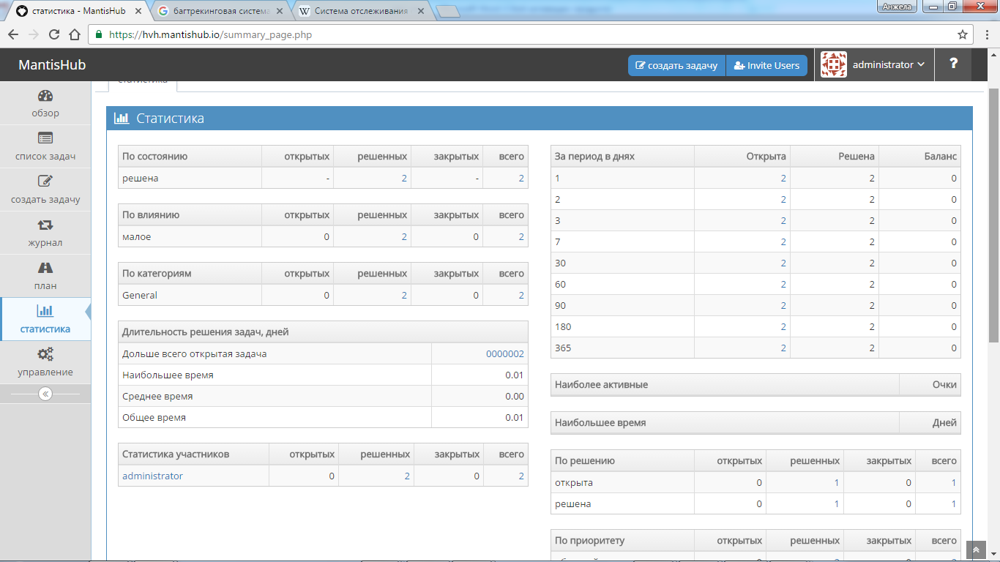 статистика - MantisHub
багтрекинговая система
Система отслеживания
Анжела
https://hvh.mantishub.io/summary_page.php
MantisHub
создать задачу
Invite Users
administrator
?
статистика
обзор
список задач
создать задачу
журнал
план
статистика
управление
Статистика
По состоянию открытых решенных закрытых всего
решена - 2 - 2
По влиянию открытых решенных закрытых всего
малое 0 2 0 2
По категориям открытых решенных закрытых всего
General 0 2 0 2
Длительность решения задач, дней
Дольше всего открытая задача 0000002
Наибольшее время 0.01
Среднее время 0.00
Общее время 0.01
Статистика участников открытых решенных закрытых всего
administrator 0 2 0 2
За период в днях Открыта Решена Баланс
1 2 2 0
2 2 2 0
3 2 2 0
7 2 2 0
30 2 2 0
60 2 2 0
90 2 2 0
180 2 2 0
365 2 2 0
Наиболее активные Очки
Наибольшее время Дней
По решению открытых решенных закрытых всего
открыта 0 1 0 1
решена 0 1 0 1
По приоритету открытых решенных закрытых всего